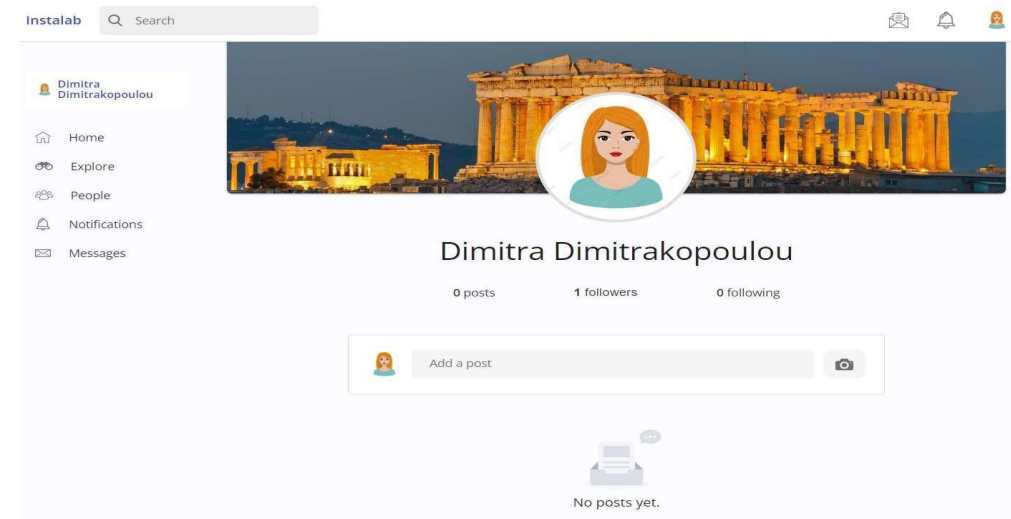 Instalab
Search
Dimitra
Dimitrakopoulou
Home
Explore
People
Notifications
Messages
Dimitra Dimitrakopoulou
0 posts 1 followers 0 following
Add a post
No posts yet.